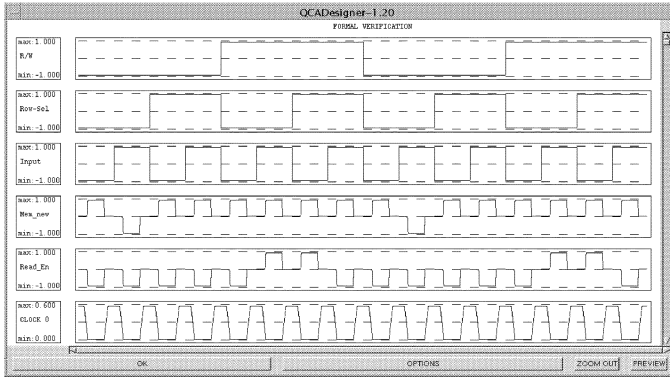 QCADesigner-1.20
FORMAL VERIFICATION
max:1.000
R/W
min:-1.000
max:1.000
Row-Sel
min:-1.000
max:1.000
Input
min:-1.000
max:1.000
Mem_new
min:-1.000
max:1.000
Read_En
min:-1.000
max:0.600
CLOCK 0
min:0.000
OK
OPTIONS
ZOOM OUT
PREVIEW